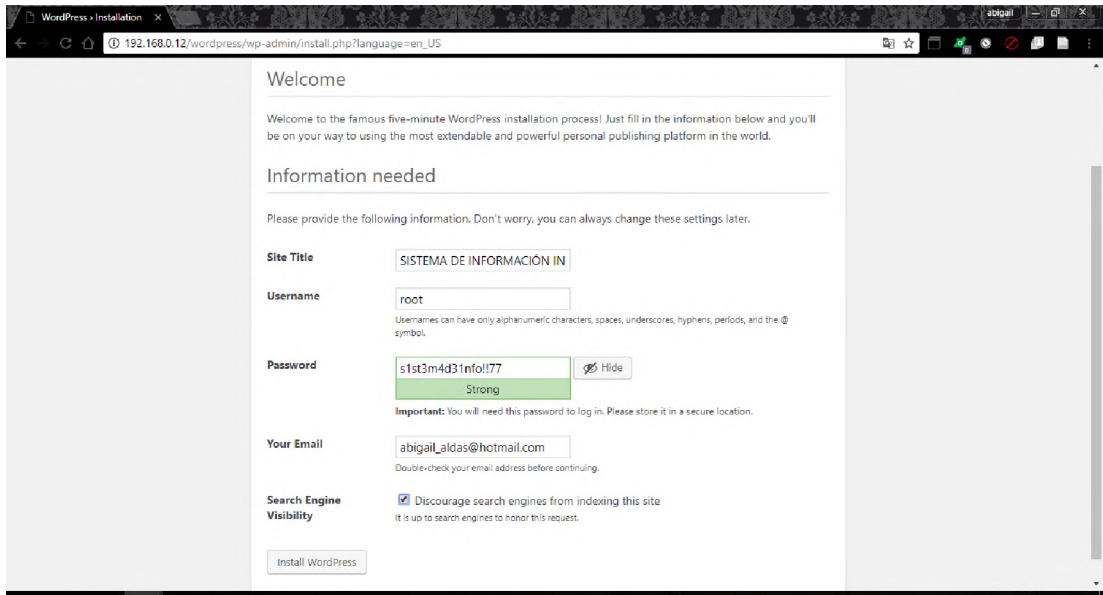 WordPress › Installation
abigail
192.168.0.12/wordpress/wp-admin/install.php?language=en_US
Welcome
Welcome to the famous five-minute WordPress installation process! Just fill in the information below and you'll
be on your way to using the most extendable and powerful personal publishing platform in the world.
Information needed
Please provide the following information. Don't worry, you can always change these settings later.
Site Title
SISTEMA DE INFORMACIÓN IN
Username
root
Usernames can have only alphanumeric characters, spaces, underscores, hyphens, periods, and the @
symbol.
Password
s1st3m4d31nfo!!77
Hide
Strong
Important: You will need this password to log in. Please store it in a secure location.
Your Email
abigail_aldas@hotmail.com
Double-check your email address before continuing.
Search Engine
Visibility
Discourage search engines from indexing this site
It is up to search engines to honor this request.
Install WordPress